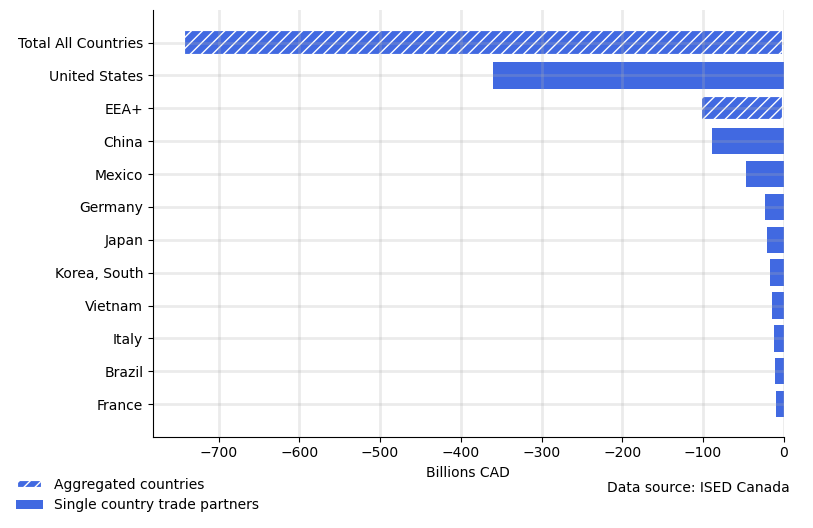 Total All Countries
United States
EEA+
China
Mexico
Germany
Japan
Korea, South
Vietnam
Italy
Brazil
France
−700 −600 −500 −400 −300 −200 −100 0
Billions CAD
Aggregated countries
Single country trade partners
Data source: ISED Canada